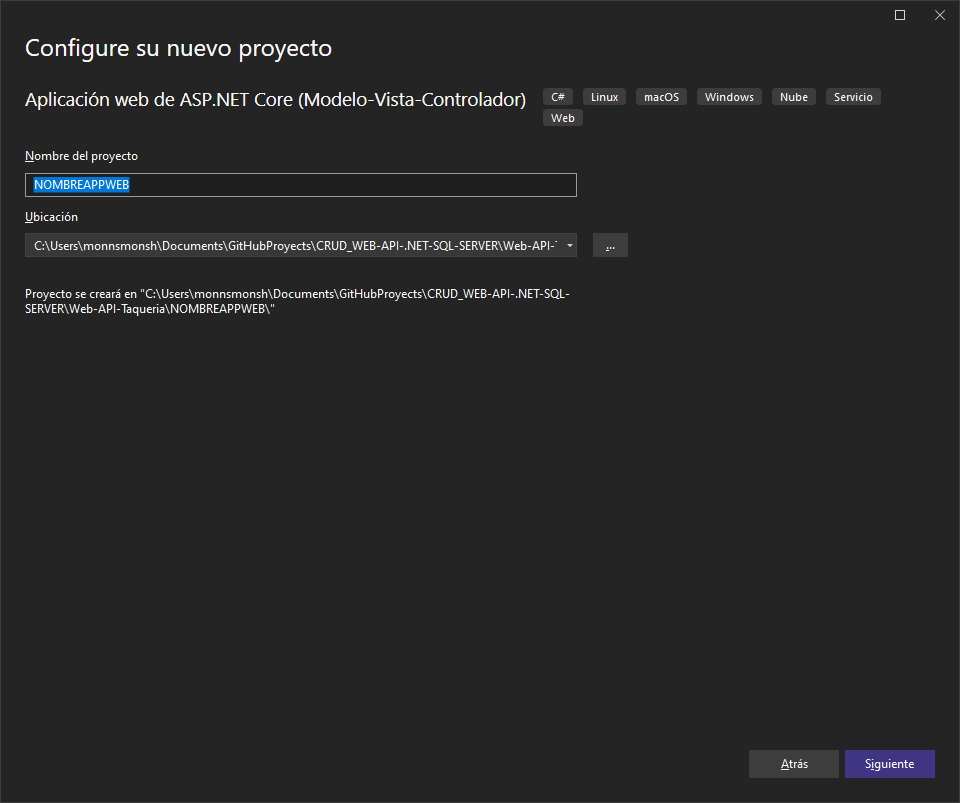 Configure su nuevo proyecto
Aplicación web de ASP.NET Core (Modelo-Vista-Controlador)
C# Linux macOS Windows Nube Servicio
Web
Nombre del proyecto
NOMBREAPPWEB
Ubicación
C:\Users\monnsmonsh\Documents\GitHubProyects\CRUD_WEB-API-.NET-SQL-SERVER\Web-API-
...
Proyecto se creará en "C:\Users\monnsmonsh\Documents\GitHubProyects\CRUD_WEB-API-.NET-SQL-
SERVER\Web-API-Taqueria\NOMBREAPPWEB\"
Atrás Siguiente